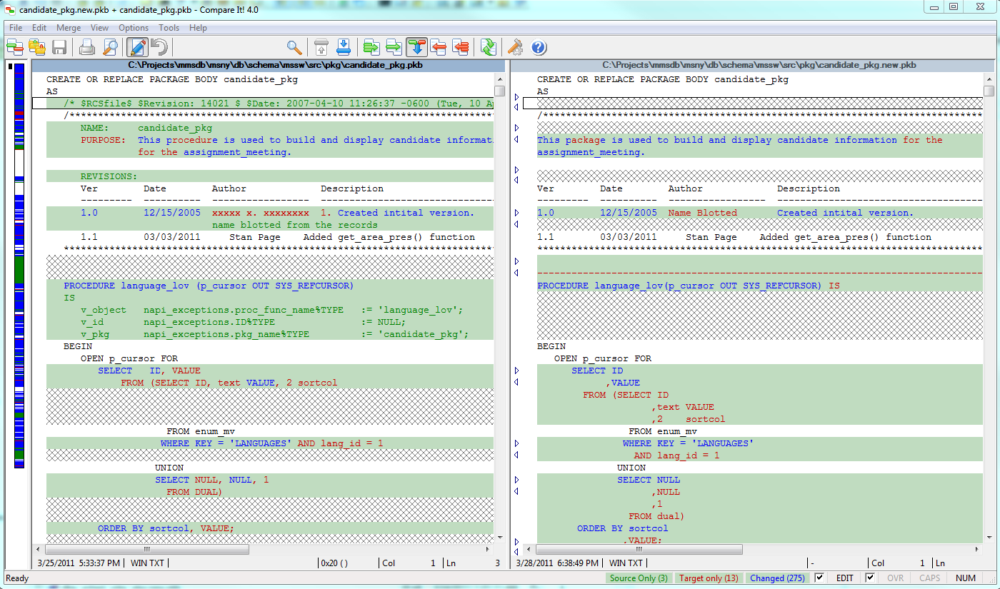 candidate_pkg.new.pkb + candidate_pkg.pkb - Compare It! 4.0
File Edit Merge View Options Tools Help
C:\Projects\mmsdb\msny\db\schema\mssw\src\pkg\candidate_pkg.pkb
CREATE OR REPLACE PACKAGE BODY candidate_pkg
AS
/* $RCSfile$ $Revision: 14021 $ $Date: 2007-04-10 11:26:37 -0600 (Tue, 10 Ap
/***************************************************************************
NAME: candidate_pkg
PURPOSE: This procedure is used to build and display candidate informat
for the assignment_meeting.
REVISIONS:
Ver Date Author Description
--------- ---------- --------------- ------------------------------
1.0 12/15/2005 xxxxx x. xxxxxxxx 1. Created intital version.
name blotted from the records
1.1 03/03/2011 Stan Page Added get_area_pres() function
***************************************************************************
PROCEDURE language_lov (p_cursor OUT SYS_REFCURSOR)
IS
v_object napi_exceptions.proc_func_name%TYPE := 'language_lov';
v_id napi_exceptions.ID%TYPE := NULL;
v_pkg napi_exceptions.pkg_name%TYPE := 'candidate_pkg';
BEGIN
OPEN p_cursor FOR
SELECT ID, VALUE
FROM (SELECT ID, text VALUE, 2 sortcol
FROM enum_mv
WHERE KEY = 'LANGUAGES' AND lang_id = 1
UNION
SELECT NULL, NULL, 1
FROM DUAL)
ORDER BY sortcol, VALUE;
3/25/2011 5:33:37 PM WIN TXT 0x20 ( ) Col 1 Ln 3
C:\Projects\mmsdb\msny\db\schema\mssw\src\pkg\candidate_pkg.new.pkb
CREATE OR REPLACE PACKAGE BODY candidate_pkg
AS
/*****************************************************************************
This package is used to build and display candidate information for the
assignment_meeting.
Ver Date Author Description
--------- ---------- ----------------- ------------------------------------
1.0 12/15/2005 Name Blotted Created intital version.
1.1 03/03/2011 Stan Page Added get_area_pres() function
******************************************************************************
------------------------------------------------------------------------------
PROCEDURE language_lov(p_cursor OUT SYS_REFCURSOR) IS
BEGIN
OPEN p_cursor FOR
SELECT ID
,VALUE
FROM (SELECT ID
,text VALUE
,2 sortcol
FROM enum_mv
WHERE KEY = 'LANGUAGES'
AND lang_id = 1
UNION
SELECT NULL
,NULL
,1
FROM dual)
ORDER BY sortcol
,VALUE;
3/28/2011 6:38:49 PM WIN TXT - Col 1 Ln
Ready Source Only (3) Target only (13) Changed (275) EDIT OVR CAPS NUM